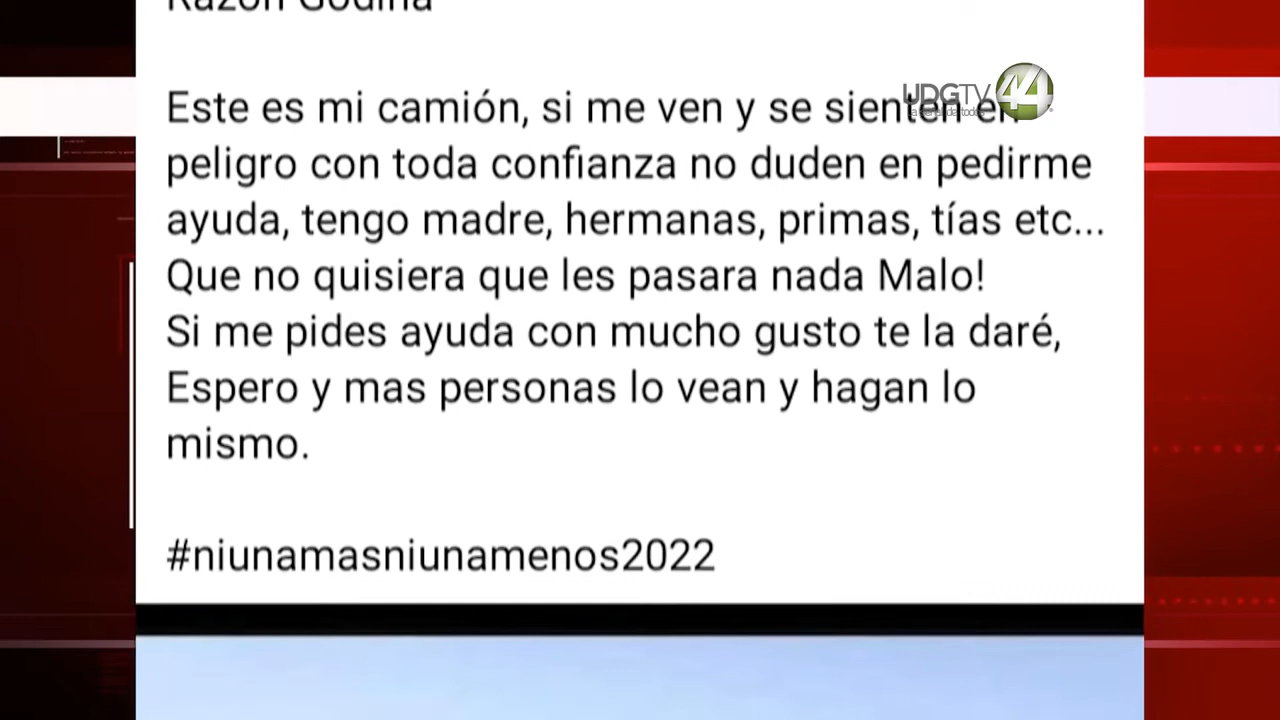 Razón Godina
Este es mi camión, si me ven y se sienten en
peligro con toda confianza no duden en pedirme
ayuda, tengo madre, hermanas, primas, tías etc...
Que no quisiera que les pasara nada Malo!
Si me pides ayuda con mucho gusto te la daré,
Espero y mas personas lo vean y hagan lo
mismo.
#niunamasniunamenos2022
UDGTV 44